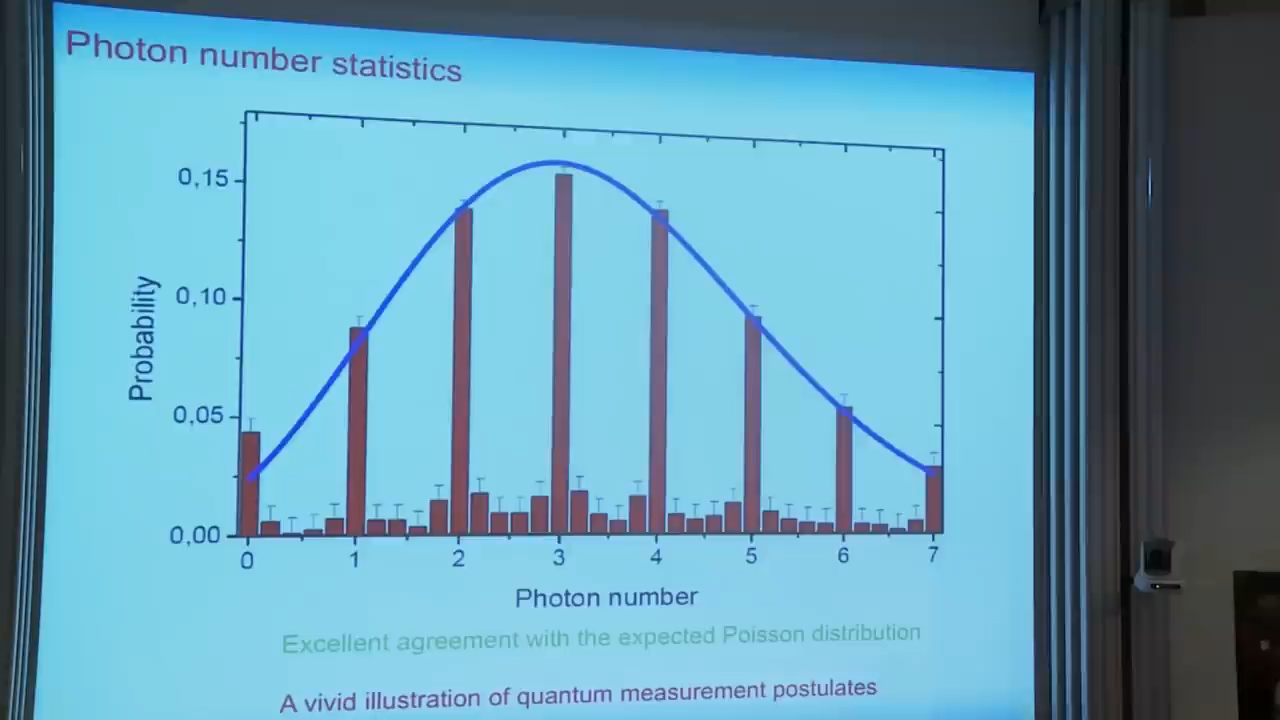 Photon number statistics
0,15
0,10
0,05
0,00
Probability
0 1 2 3 4 5 6 7
Photon number
Excellent agreement with the expected Poisson distribution
A vivid illustration of quantum measurement postulates